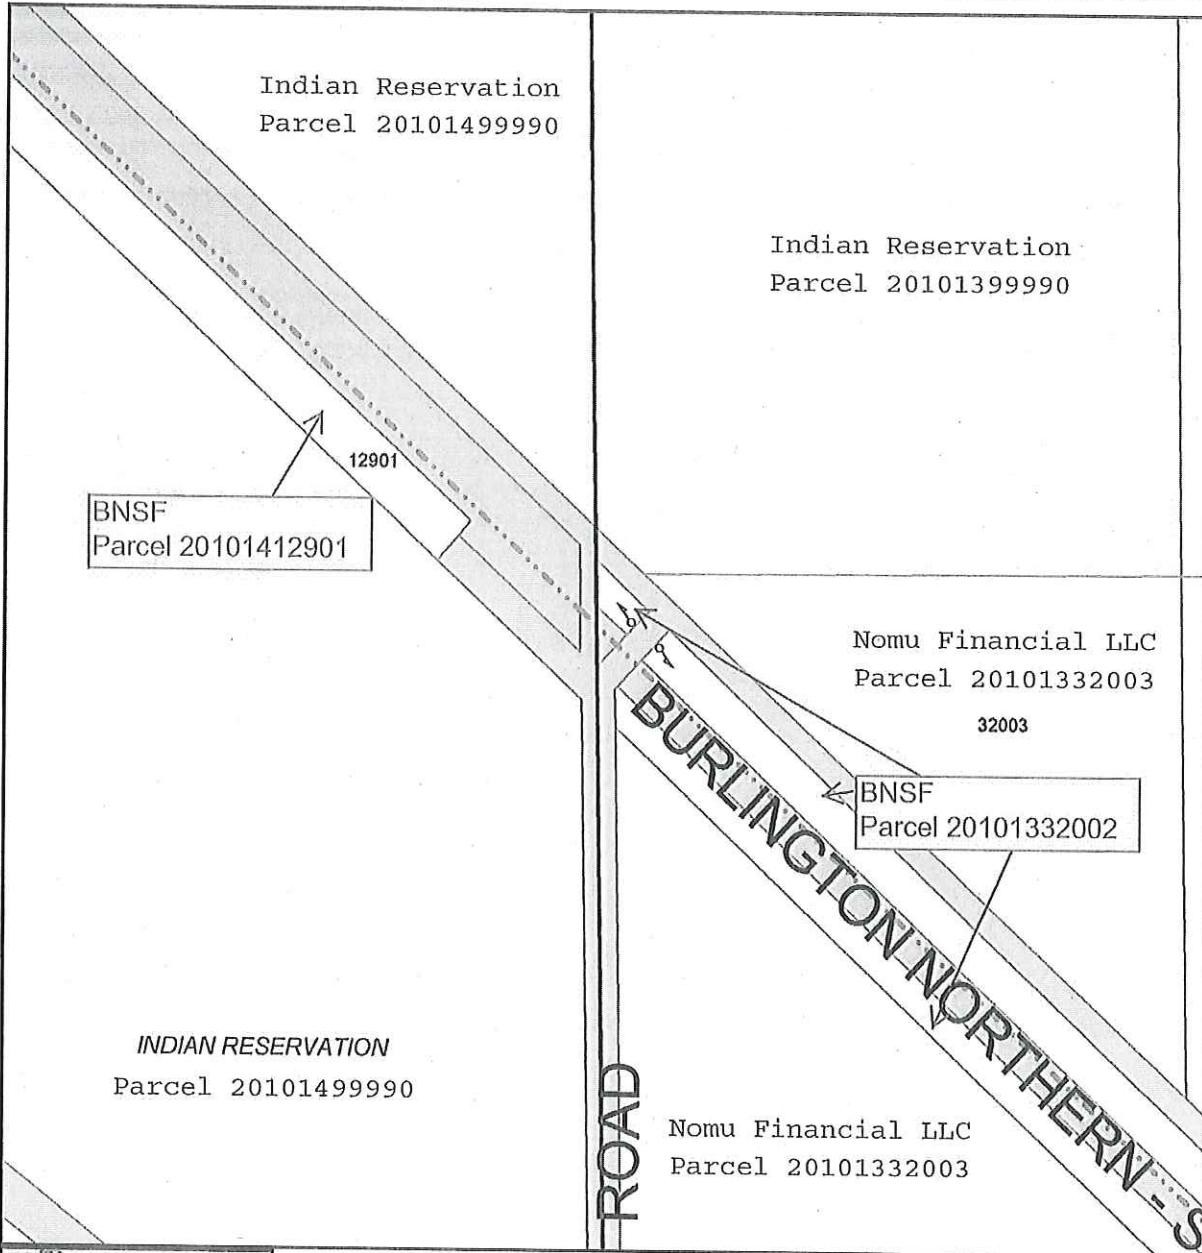 Indian Reservation
Parcel 20101499990
Indian Reservation
Parcel 20101399990
12901
BNSF
Parcel 20101412901
Nomu Financial LLC
Parcel 20101332003
32003
BNSF
Parcel 20101332002
BURLINGTON NORTHERN - S
INDIAN RESERVATION
Parcel 20101499990
ROAD
Nomu Financial LLC
Parcel 20101332003